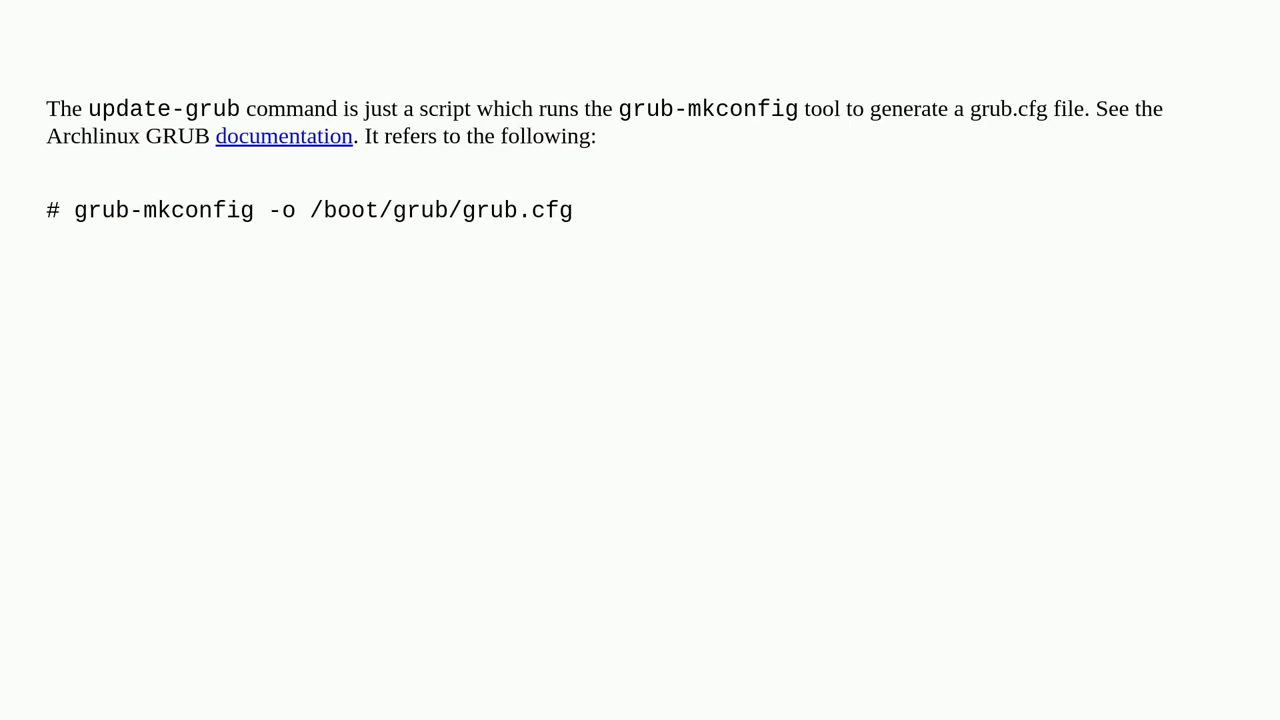 The update-grub command is just a script which runs the grub-mkconfig tool to generate a grub.cfg file. See the
Archlinux GRUB documentation. It refers to the following:
# grub-mkconfig -o /boot/grub/grub.cfg